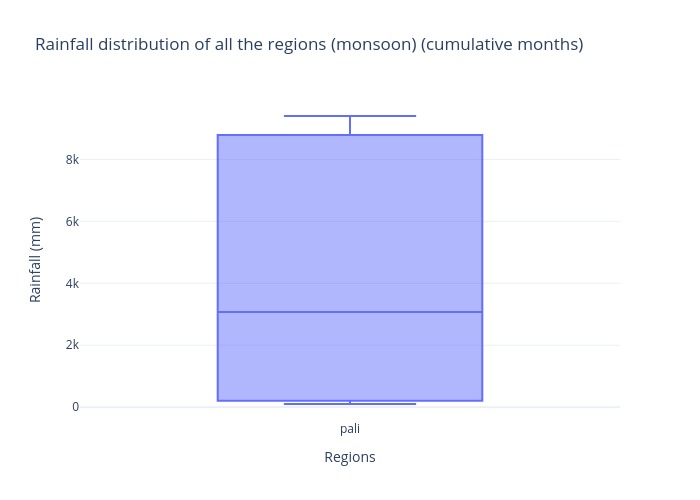 Rainfall distribution of all the regions (monsoon) (cumulative months)
8k
6k
4k
2k
0
Rainfall (mm)
pali
Regions